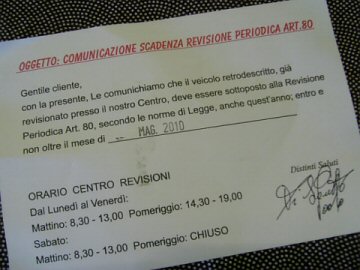 OGGETTO: COMUNICAZIONE SCADENZA REVISIONE PERIODICA ART.80
Gentile cliente,
con la presente, Le comunichiamo che il veicolo retrodescritto, già
revisionato presso il nostro Centro, deve essere sottoposto alla Revisione
Periodica Art. 80, secondo le norme di Legge, anche quest'anno; entro e
non oltre il mese di -- MAG. 2010
Distinti Saluti
ORARIO CENTRO REVISIONI
Dal Lunedì al Venerdì:
Mattino: 8,30 - 13,00 Pomeriggio: 14,30 - 19,00
Sabato:
Mattino: 8,30 - 13,00 Pomeriggio: CHIUSO